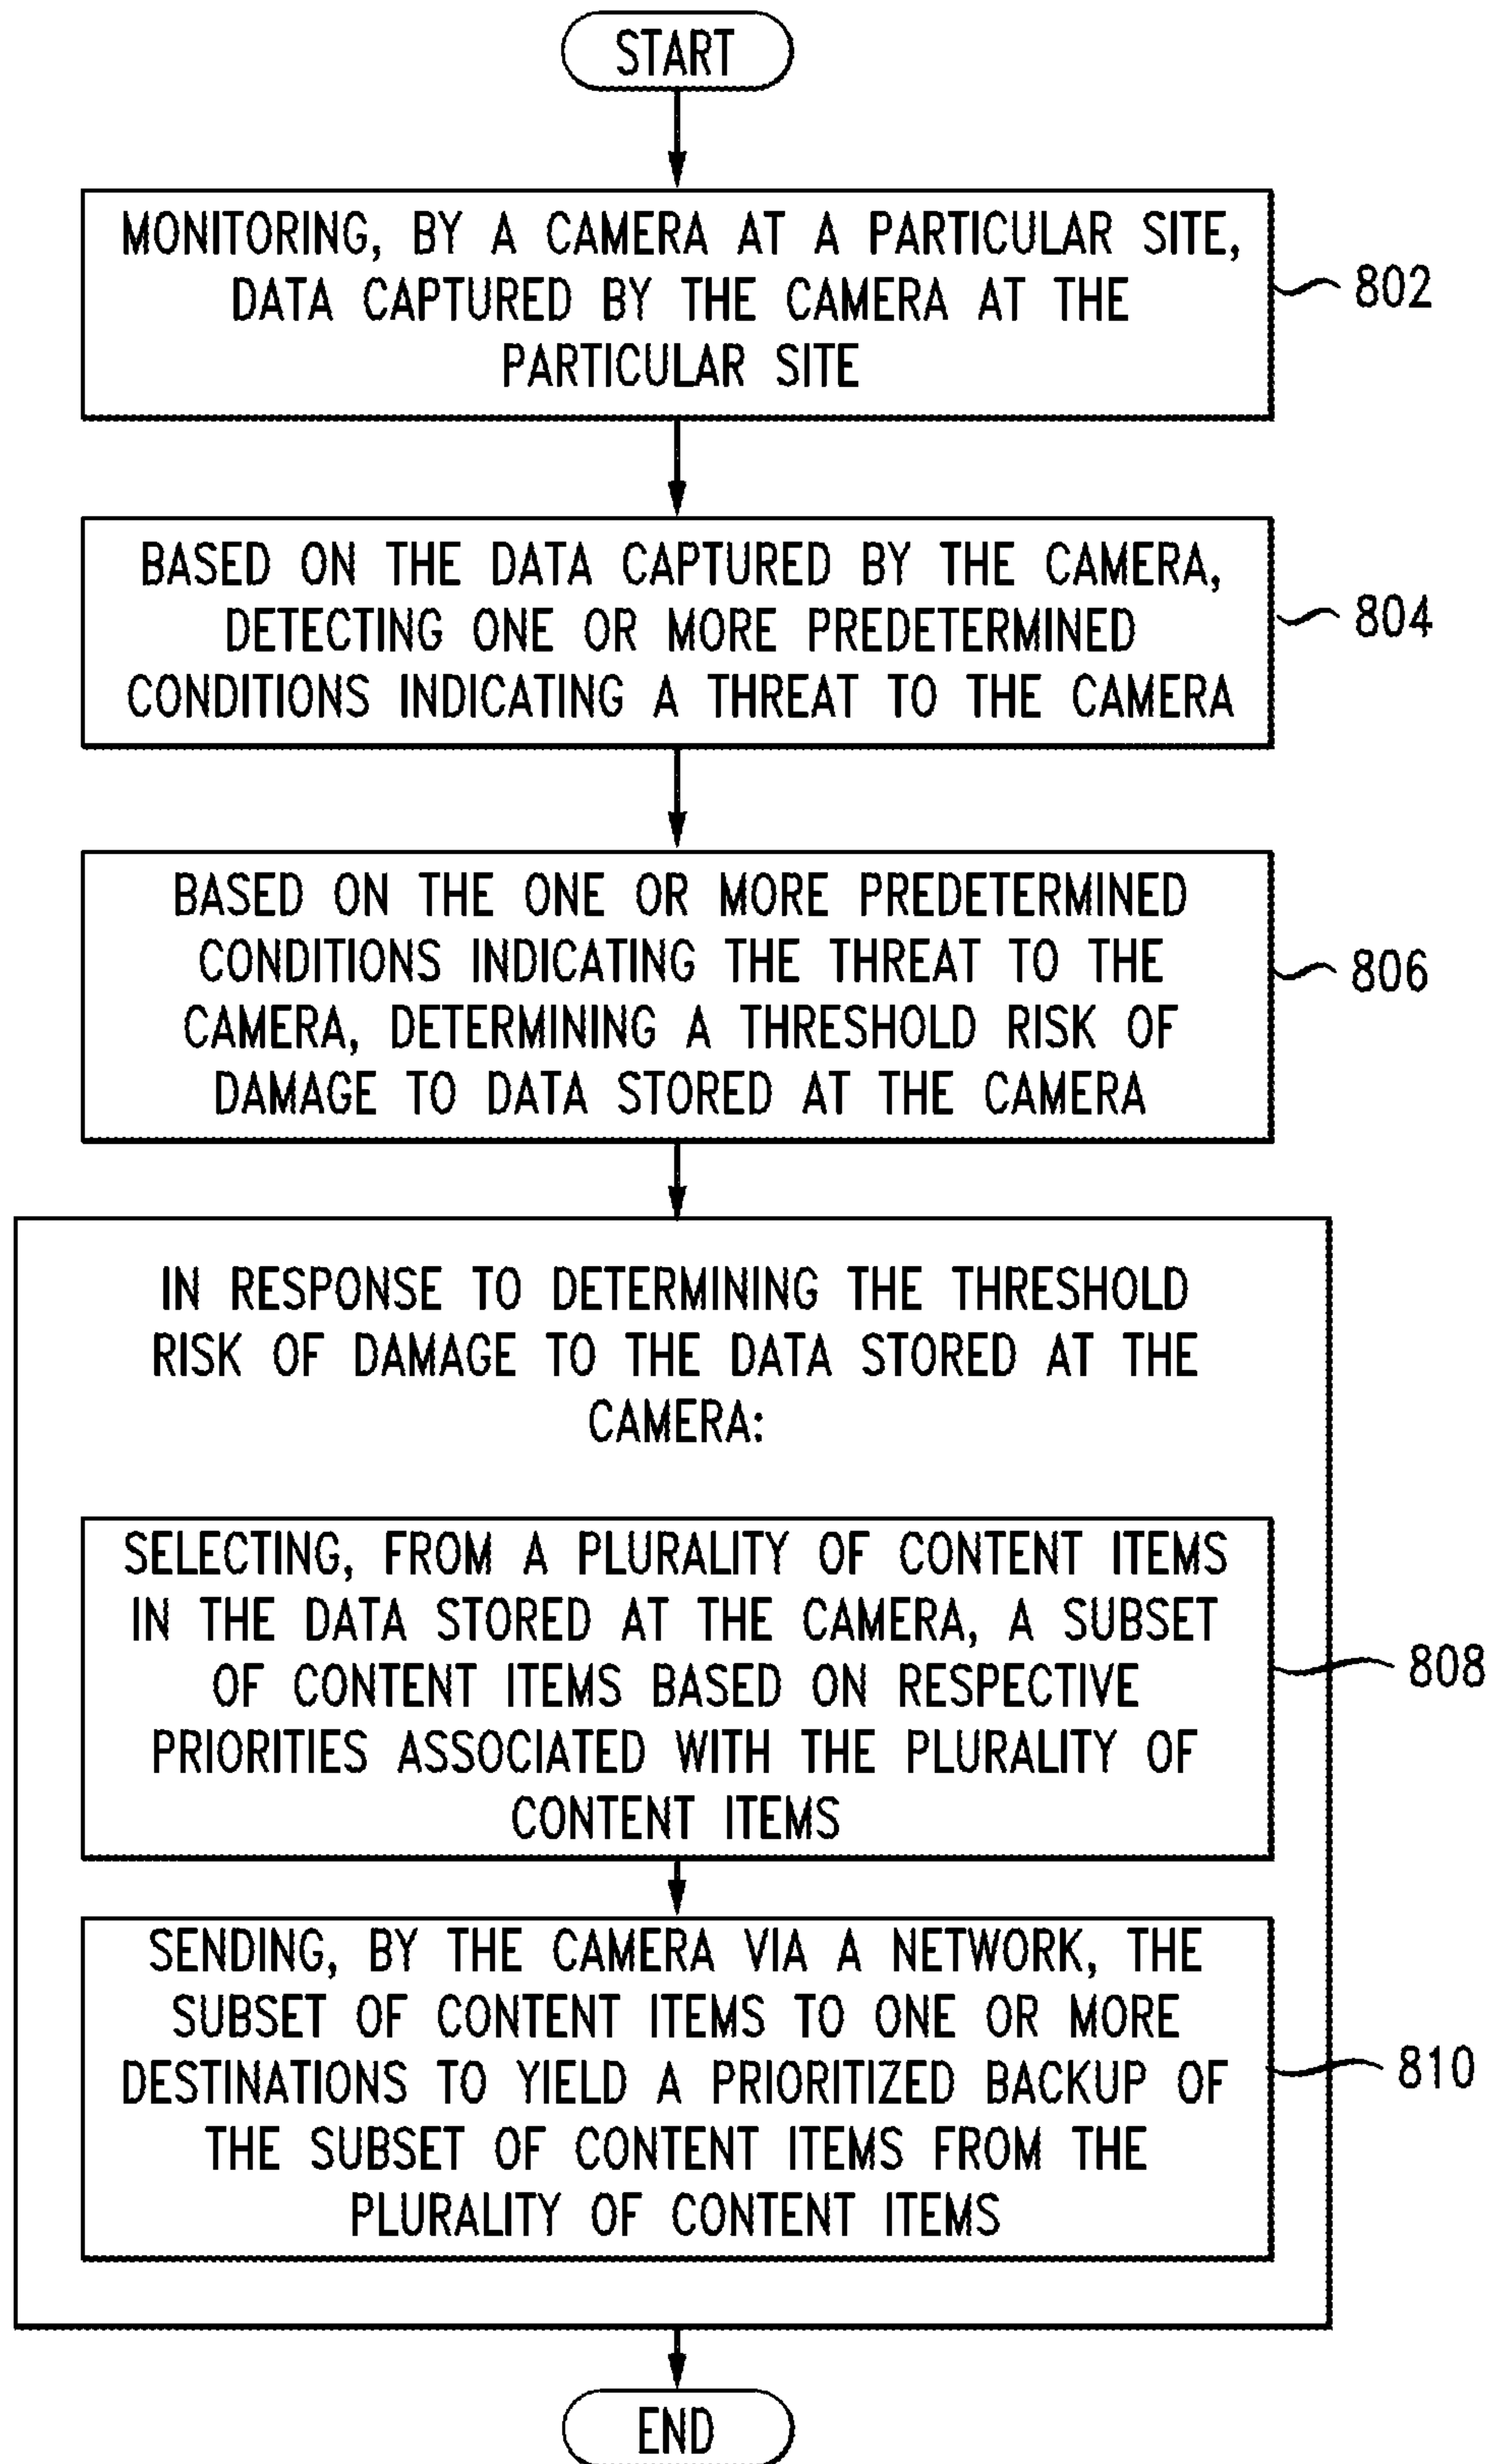 START
MONITORING, BY A CAMERA AT A PARTICULAR SITE,
DATA CAPTURED BY THE CAMERA AT THE
PARTICULAR SITE
802
BASED ON THE DATA CAPTURED BY THE CAMERA,
DETECTING ONE OR MORE PREDETERMINED
CONDITIONS INDICATING A THREAT TO THE CAMERA
804
BASED ON THE ONE OR MORE PREDETERMINED
CONDITIONS INDICATING THE THREAT TO THE
CAMERA, DETERMINING A THRESHOLD RISK OF
DAMAGE TO DATA STORED AT THE CAMERA
806
IN RESPONSE TO DETERMINING THE THRESHOLD
RISK OF DAMAGE TO THE DATA STORED AT THE
CAMERA:
SELECTING, FROM A PLURALITY OF CONTENT ITEMS
IN THE DATA STORED AT THE CAMERA, A SUBSET
OF CONTENT ITEMS BASED ON RESPECTIVE
PRIORITIES ASSOCIATED WITH THE PLURALITY OF
CONTENT ITEMS
808
SENDING, BY THE CAMERA VIA A NETWORK, THE
SUBSET OF CONTENT ITEMS TO ONE OR MORE
DESTINATIONS TO YIELD A PRIORITIZED BACKUP OF
THE SUBSET OF CONTENT ITEMS FROM THE
PLURALITY OF CONTENT ITEMS
810
END